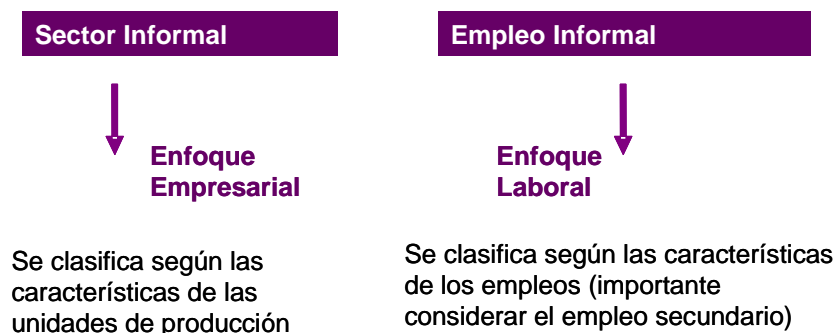 Sector Informal
Enfoque
Empresarial
Se clasifica según las
características de las
unidades de producción
Empleo Informal
Enfoque
Laboral
Se clasifica según las características
de los empleos (importante
considerar el empleo secundario)